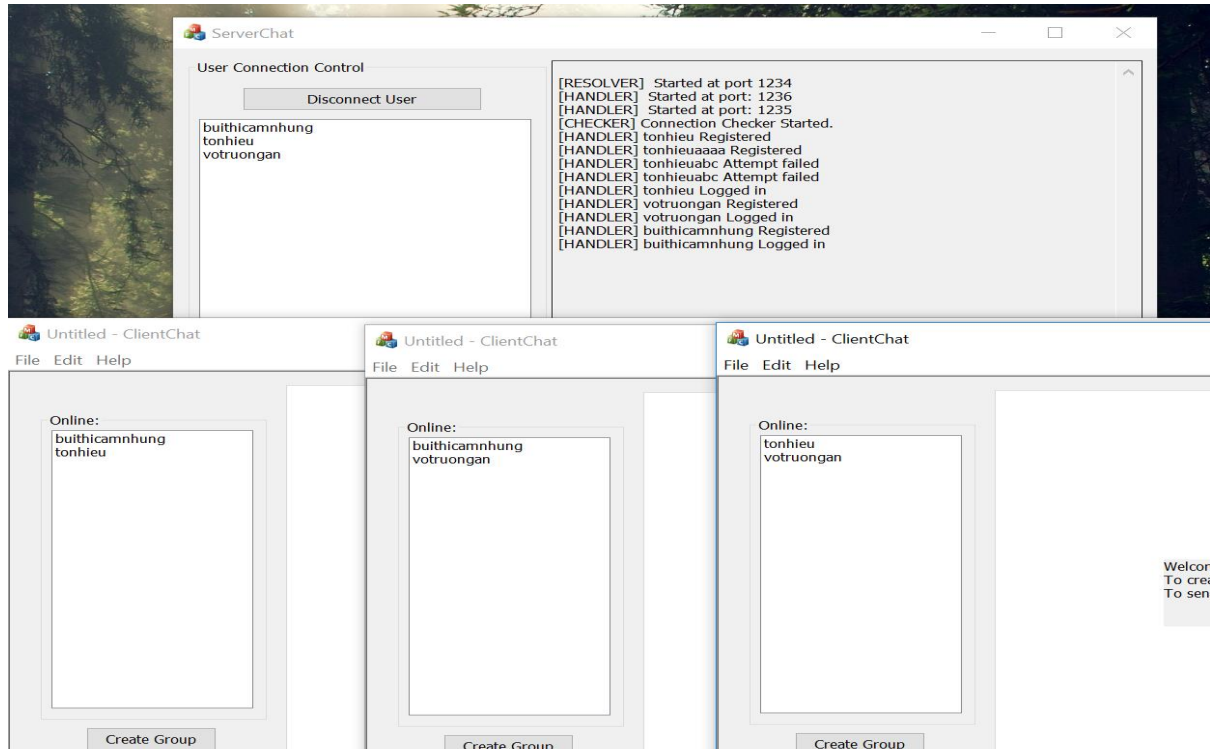 ServerChat
User Connection Control
Disconnect User
buithicamnhung
tonhieu
votruongan
[RESOLVER]  Started at port 1234
[HANDLER]  Started at port: 1236
[HANDLER]  Started at port: 1235
[CHECKER] Connection Checker Started.
[HANDLER] tonhieu Registered
[HANDLER] tonhieuaaaa Registered
[HANDLER] tonhieuabc Attempt failed
[HANDLER] tonhieuabc Attempt failed
[HANDLER] tonhieu Logged in
[HANDLER] votruongan Registered
[HANDLER] votruongan Logged in
[HANDLER] buithicamnhung Registered
[HANDLER] buithicamnhung Logged in
Untitled - ClientChat
File Edit Help
Online:
buithicamnhung
tonhieu
Create Group
Untitled - ClientChat
File Edit Help
Online:
buithicamnhung
votruongan
Create Group
Untitled - ClientChat
File Edit Help
Online:
tonhieu
votruongan
Create Group
To
To